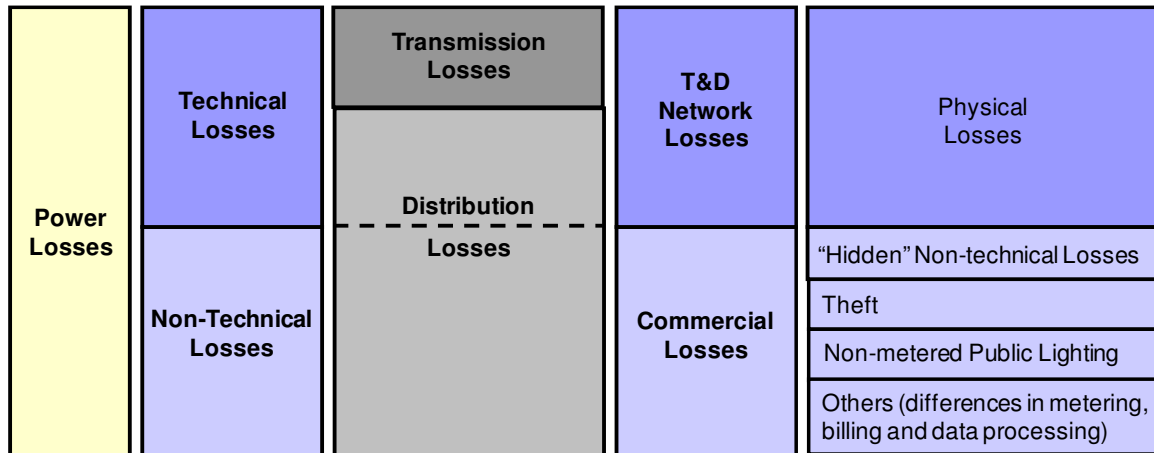 Power
Losses
Technical
Losses
Non-Technical
Losses
Transmission
Losses
Distribution
Losses
T&D
Network
Losses
Commercial
Losses
Physical
Losses
“Hidden” Non-technical Losses
Theft
Non-metered Public Lighting
Others (differences in metering,
billing and data processing)